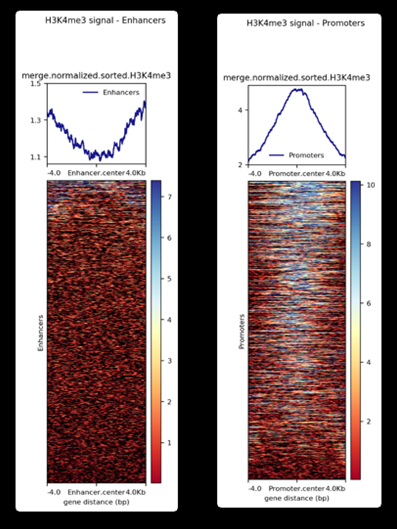 H3K4me3 signal - Enhancers
merge.normalized.sorted.H3K4me3
1.5
1.3
1.1
Enhancers
-4.0 Enhancer.center 4.0Kb
Enhancers
7
6
5
4
3
2
1
-4.0 Enhancer.center 4.0Kb
gene distance (bp)
H3K4me3 signal - Promoters
merge.normalized.sorted.H3K4me3
4
2
Promoters
-4.0 Promoter.center 4.0Kb
Promoters
10
8
6
4
2
-4.0 Promoter.center 4.0Kb
gene distance (bp)